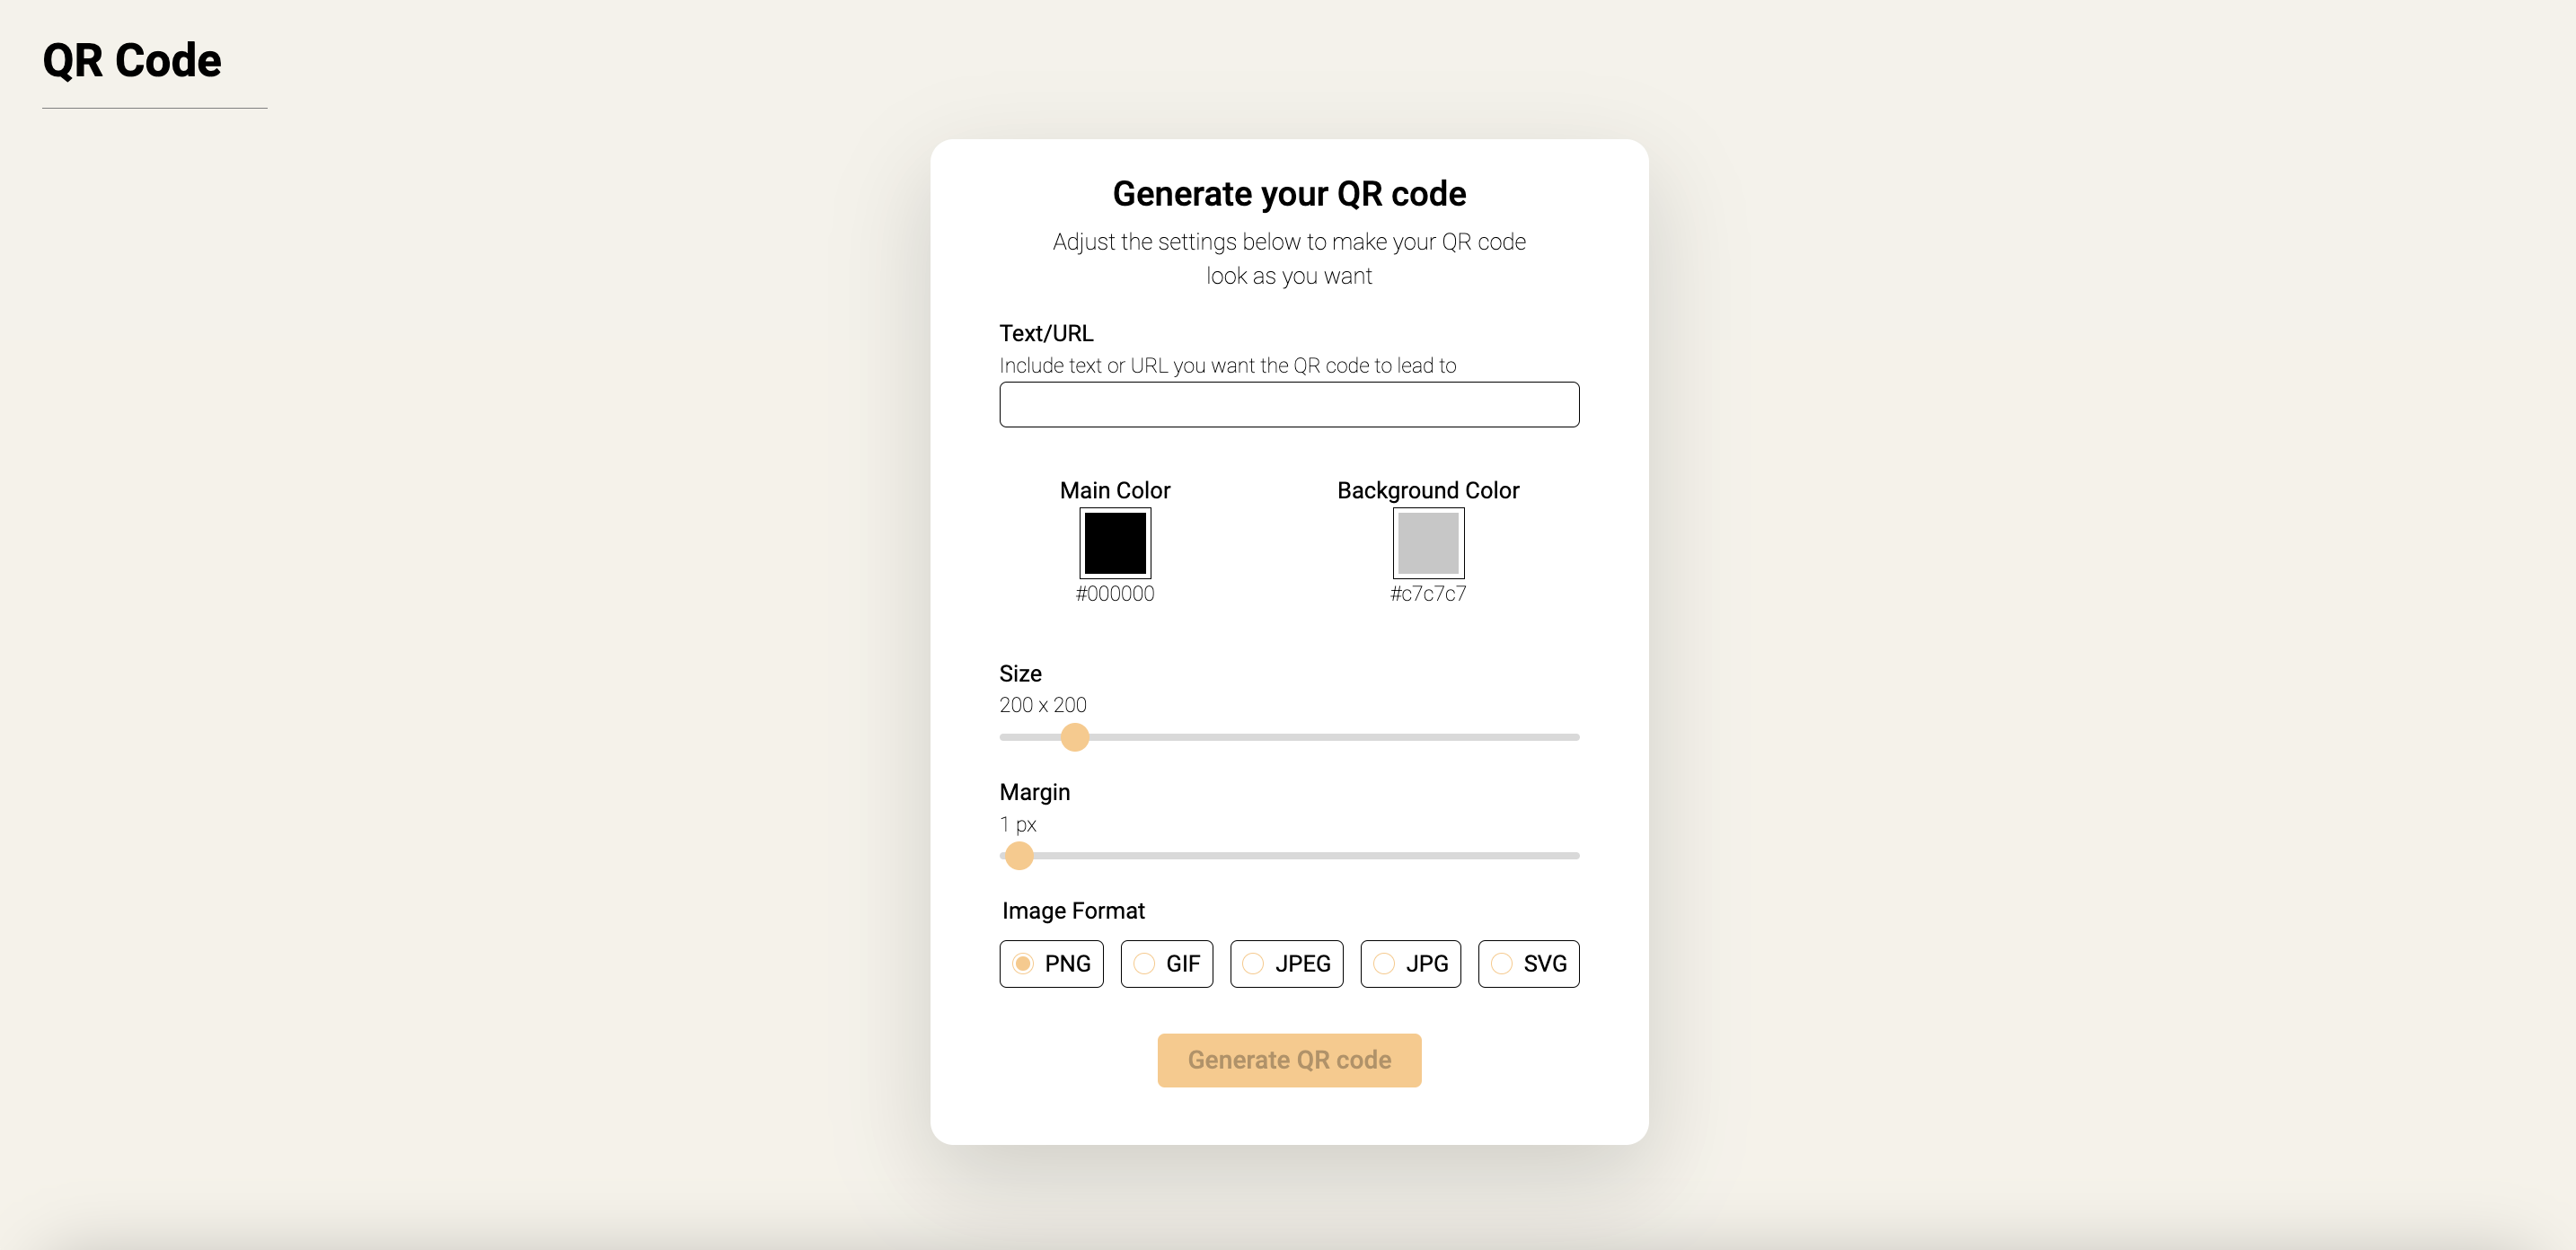 QR Code
Generate your QR code
Adjust the settings below to make your QR code
look as you want
Text/URL
Include text or URL you want the QR code to lead to
Main Color
Background Color
#000000
#c7c7c7
Size
200 x 200
Margin
1 px
Image Format
PNG GIF JPEG JPG SVG
Generate QR code